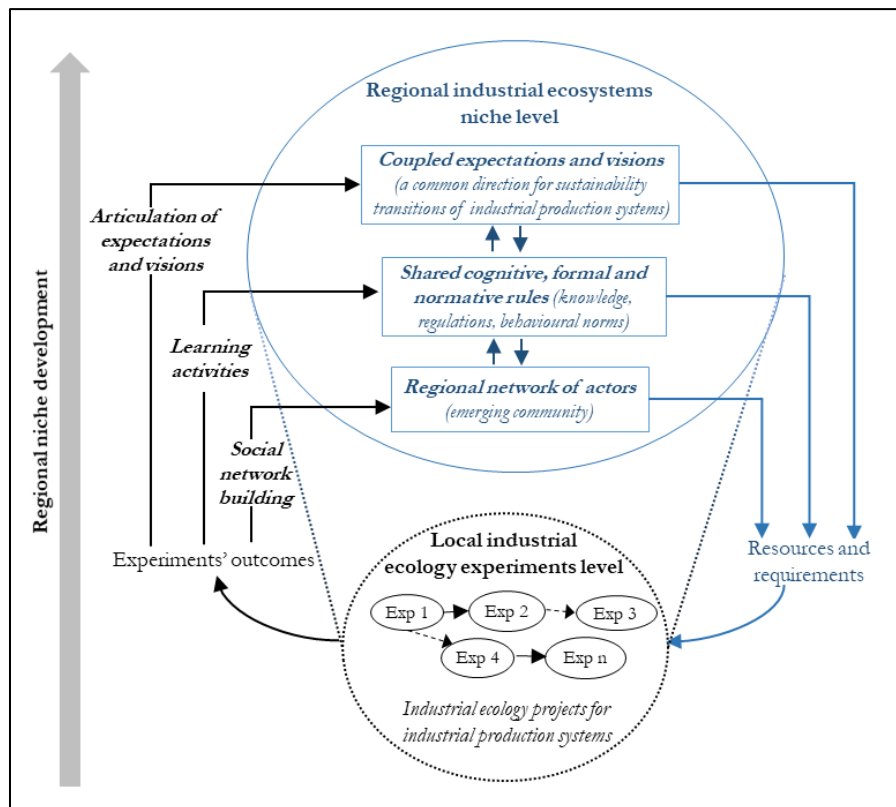 Regional niche development
Regional industrial ecosystems
niche level
Coupled expectations and visions
(a common direction for sustainability
transitions of industrial production systems)
Articulation of
expectations
and visions
Shared cognitive, formal and
normative rules (knowledge,
regulations, behavioural norms)
Learning
activities
Regional network of actors
(emerging community)
Social
network
building
Experiments' outcomes
Resources and
requirements
Local industrial
ecology experiments level
Exp 1
Exp 2
Exp 3
Exp 4
Exp n
Industrial ecology projects for
industrial production systems